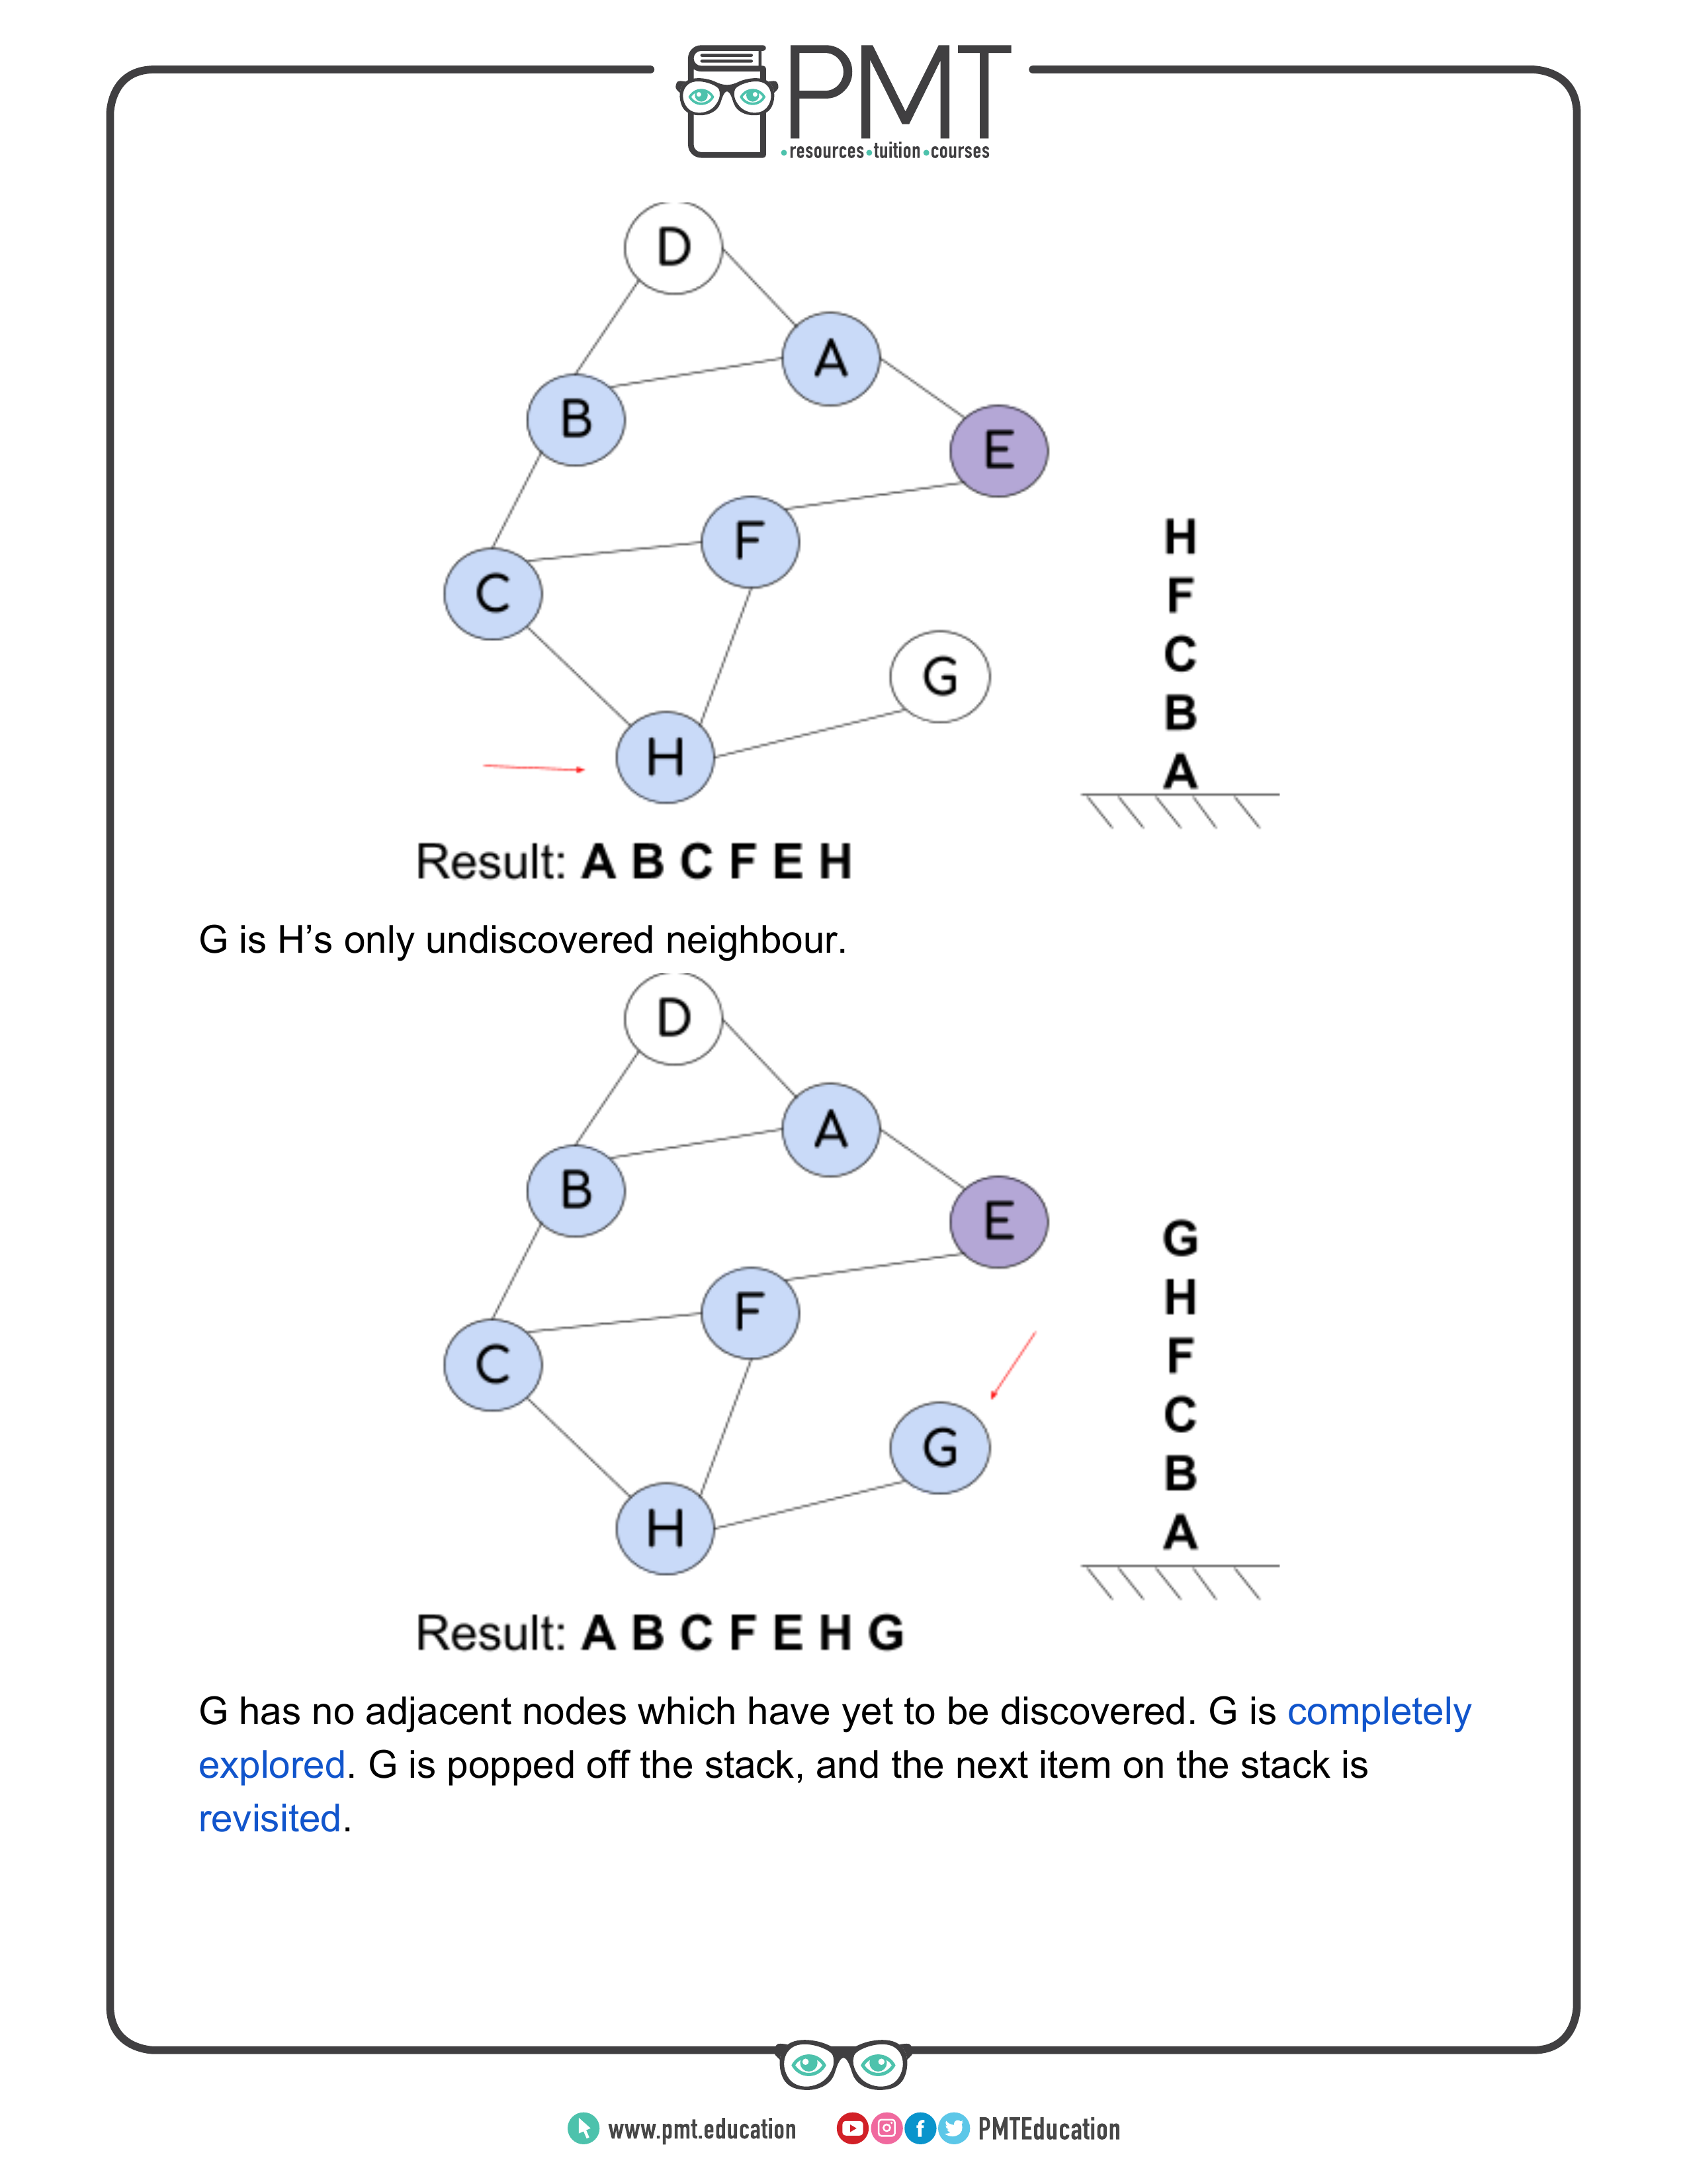 PMT
•resources•tuition•courses
D
A
B
E
F
C
G
H
H
F
C
B
A
Result: A B C F E H
G is H’s only undiscovered neighbour.
D
A
B
E
F
C
G
H
G
H
F
C
B
A
Result: A B C F E H G
G has no adjacent nodes which have yet to be discovered. G is completely
explored. G is popped off the stack, and the next item on the stack is
revisited.
www.pmt.education
PMTEducation